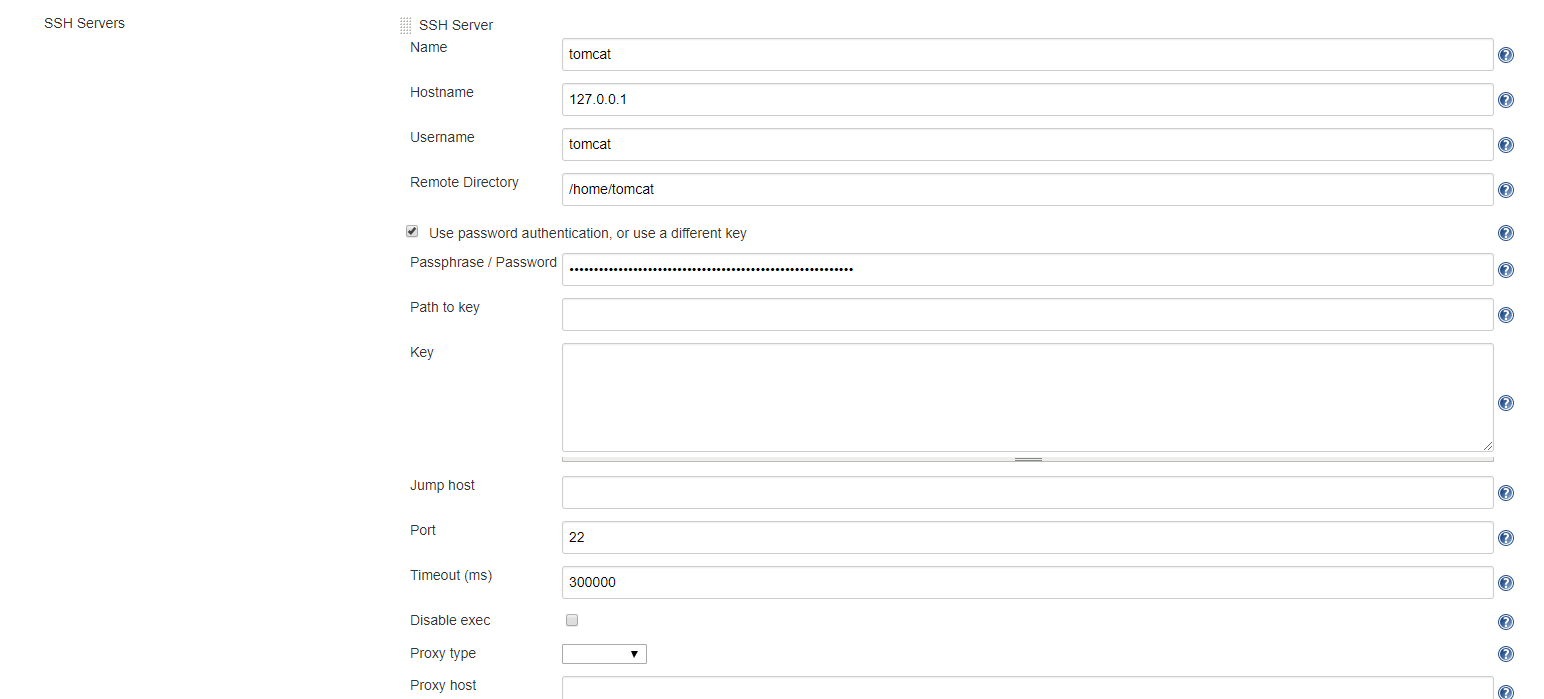 SSH Servers
SSH Server
Name
tomcat
Hostname
127.0.0.1
Username
tomcat
Remote Directory
/home/tomcat
Use password authentication, or use a different key
Passphrase / Password
Path to key
Key
Jump host
Port
22
Timeout (ms)
300000
Disable exec
Proxy type
Proxy host